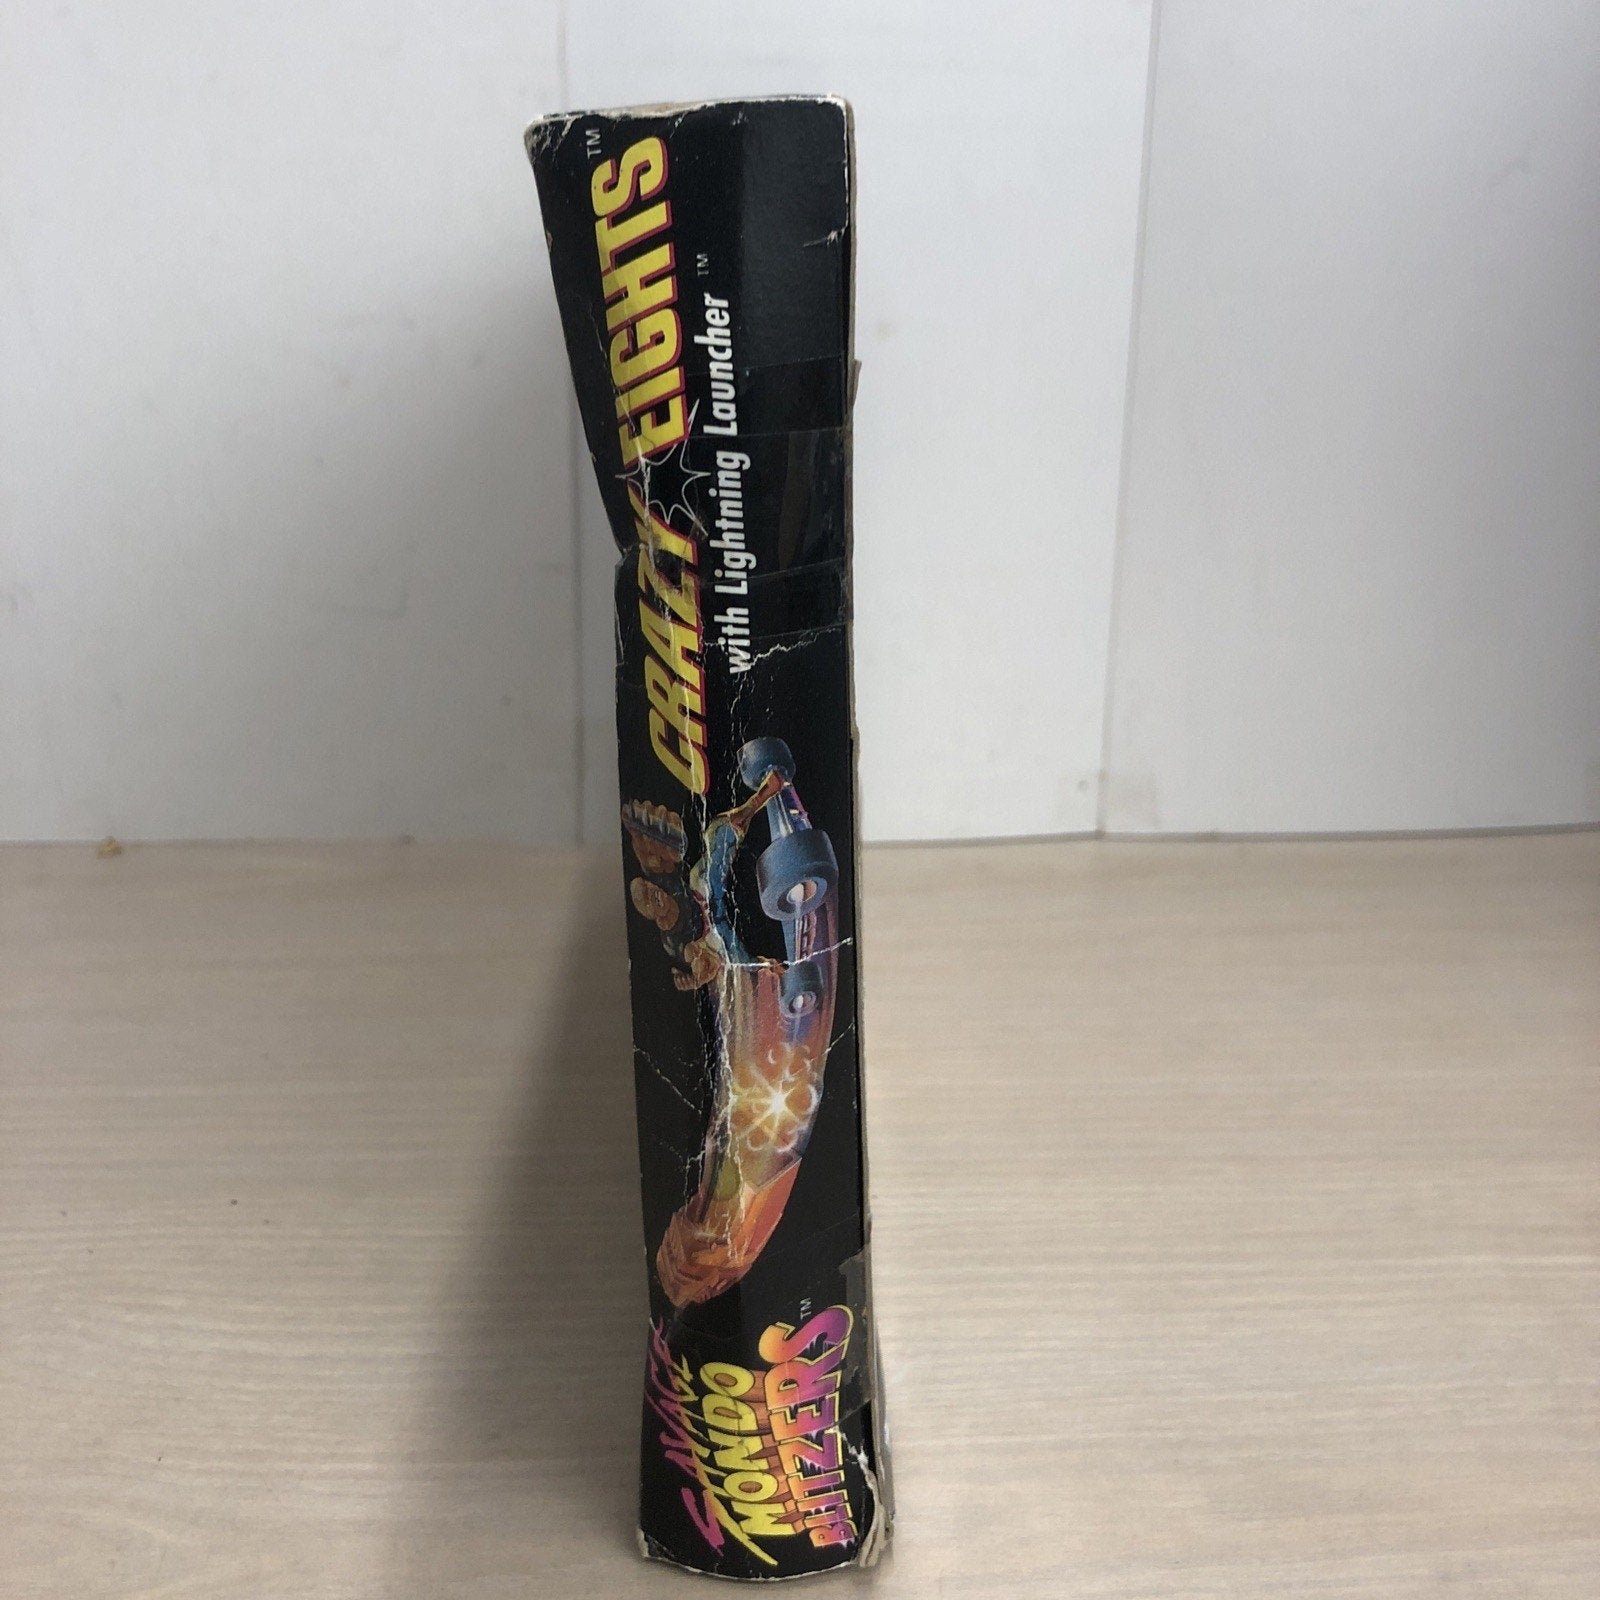 SAVAGE
MONDO
BLITZERS™
CRAZY EIGHTS™
with Lightning Launcher™